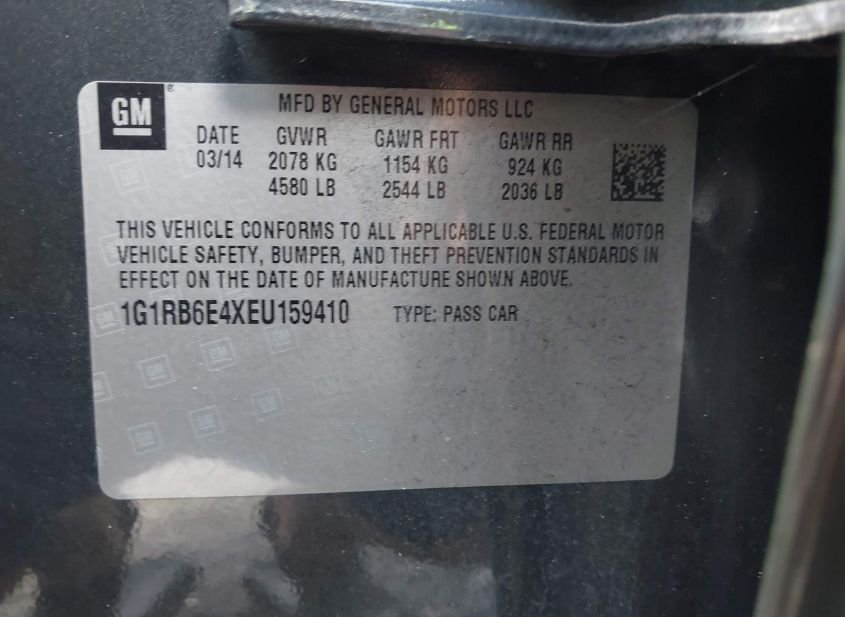 GM
MFD BY GENERAL MOTORS LLC
DATE GVWR GAWR FRT GAWR RR
03/14 2078 KG 1154 KG 924 KG
4580 LB 2544 LB 2036 LB
THIS VEHICLE CONFORMS TO ALL APPLICABLE U.S. FEDERAL MOTOR
VEHICLE SAFETY, BUMPER, AND THEFT PREVENTION STANDARDS IN
EFFECT ON THE DATE OF MANUFACTURE SHOWN ABOVE.
1G1RB6E4XEU159410 TYPE: PASS CAR